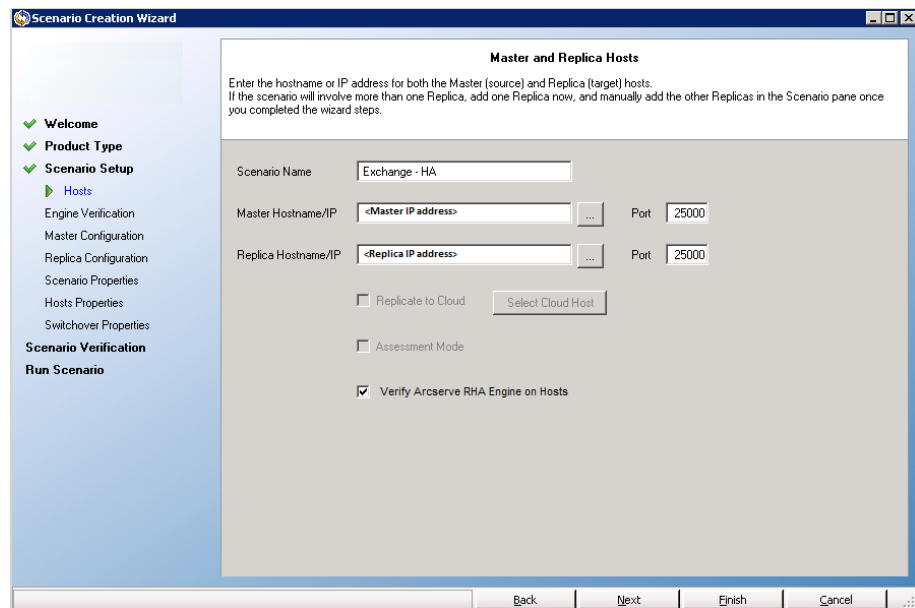 Scenario Creation Wizard
Welcome
Product Type
Scenario Setup
Hosts
Engine Verification
Master Configuration
Replica Configuration
Scenario Properties
Hosts Properties
Switchover Properties
Scenario Verification
Run Scenario
Master and Replica Hosts
Enter the hostname or IP address for both the Master (source) and Replica (target) hosts.
If the scenario will involve more than one Replica, add one Replica now, and manually add the other Replicas in the Scenario pane once
you completed the wizard steps.
Scenario Name Exchange - HA
Master Hostname/IP <Master IP address> ... Port 25000
Replica Hostname/IP <Replica IP address> ... Port 25000
Replicate to Cloud Select Cloud Host
Assessment Mode
Verify Arcserve RHA Engine on Hosts
Back Next Finish Cancel